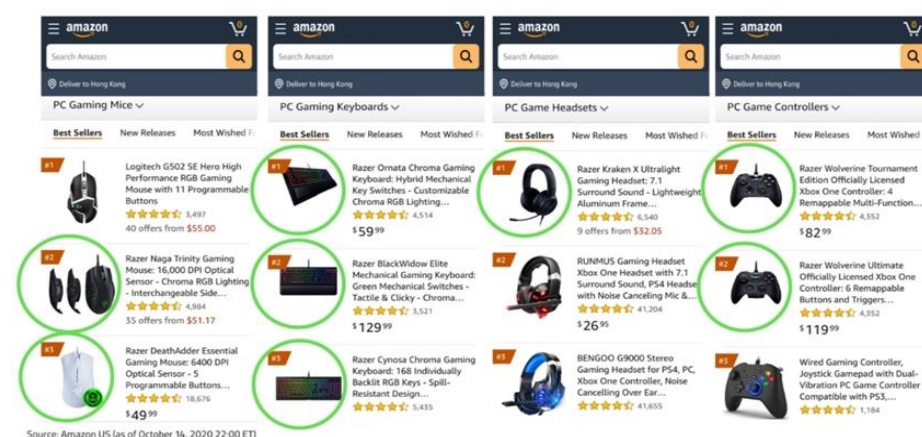 amazon
0
Search Amazon
Deliver to Hong Kong
PC Gaming Mice
Best Sellers New Releases Most Wished F
#1
Logitech G502 SE Hero High
Performance RGB Gaming
Mouse with 11 Programmable
Buttons
3,497
40 offers from $55.00
#2
Razer Naga Trinity Gaming
Mouse: 16,000 DPI Optical
Sensor - Chroma RGB Lighting
- Interchangeable Side...
4,984
35 offers from $51.17
#3
Razer DeathAdder Essential
Gaming Mouse: 6400 DPI
Optical Sensor - 5
Programmable Buttons...
18,676
$49.99
amazon
0
Search Amazon
Deliver to Hong Kong
PC Gaming Keyboards
Best Sellers New Releases Most Wished F
#1
Razer Ornata Chroma Gaming
Keyboard: Hybrid Mechanical
Key Switches - Customizable
Chroma RGB Lighting...
4,514
$59.99
#2
Razer BlackWidow Elite
Mechanical Gaming Keyboard:
Green Mechanical Switches -
Tactile & Clicky - Chroma...
3,521
$129.99
#3
Razer Cynosa Chroma Gaming
Keyboard: 168 Individually
Backlit RGB Keys - Spill-
Resistant Design...
5,435
amazon
0
Search Amazon
Deliver to Hong Kong
PC Game Headsets
Best Sellers New Releases Most Wished F
#1
Razer Kraken X Ultralight
Gaming Headset: 7.1
Surround Sound - Lightweight
Aluminum Frame...
6,540
9 offers from $32.05
#2
RUNMUS Gaming Headset
Xbox One Headset with 7.1
Surround Sound, PS4 Headset
with Noise Canceling Mic &...
41,204
$26.95
#3
BENGOO G9000 Stereo
Gaming Headset for PS4, PC,
Xbox One Controller, Noise
Cancelling Over Ear...
41,655
amazon
0
Search Amazon
Deliver to Hong Kong
PC Game Controllers
Best Sellers New Releases Most Wished
#1
Razer Wolverine Tournament
Edition Officially Licensed
Xbox One Controller: 4
Remappable Multi-Function...
4,352
$82.99
#2
Razer Wolverine Ultimate
Officially Licensed Xbox One
Controller: 6 Remappable
Buttons and Triggers...
4,352
$119.99
#3
Wired Gaming Controller,
Joystick Gamepad with Dual-
Vibration PC Game Controller
Compatible with PS3,...
1,184
Source: Amazon US (as of October 14, 2020 22:00 ET)